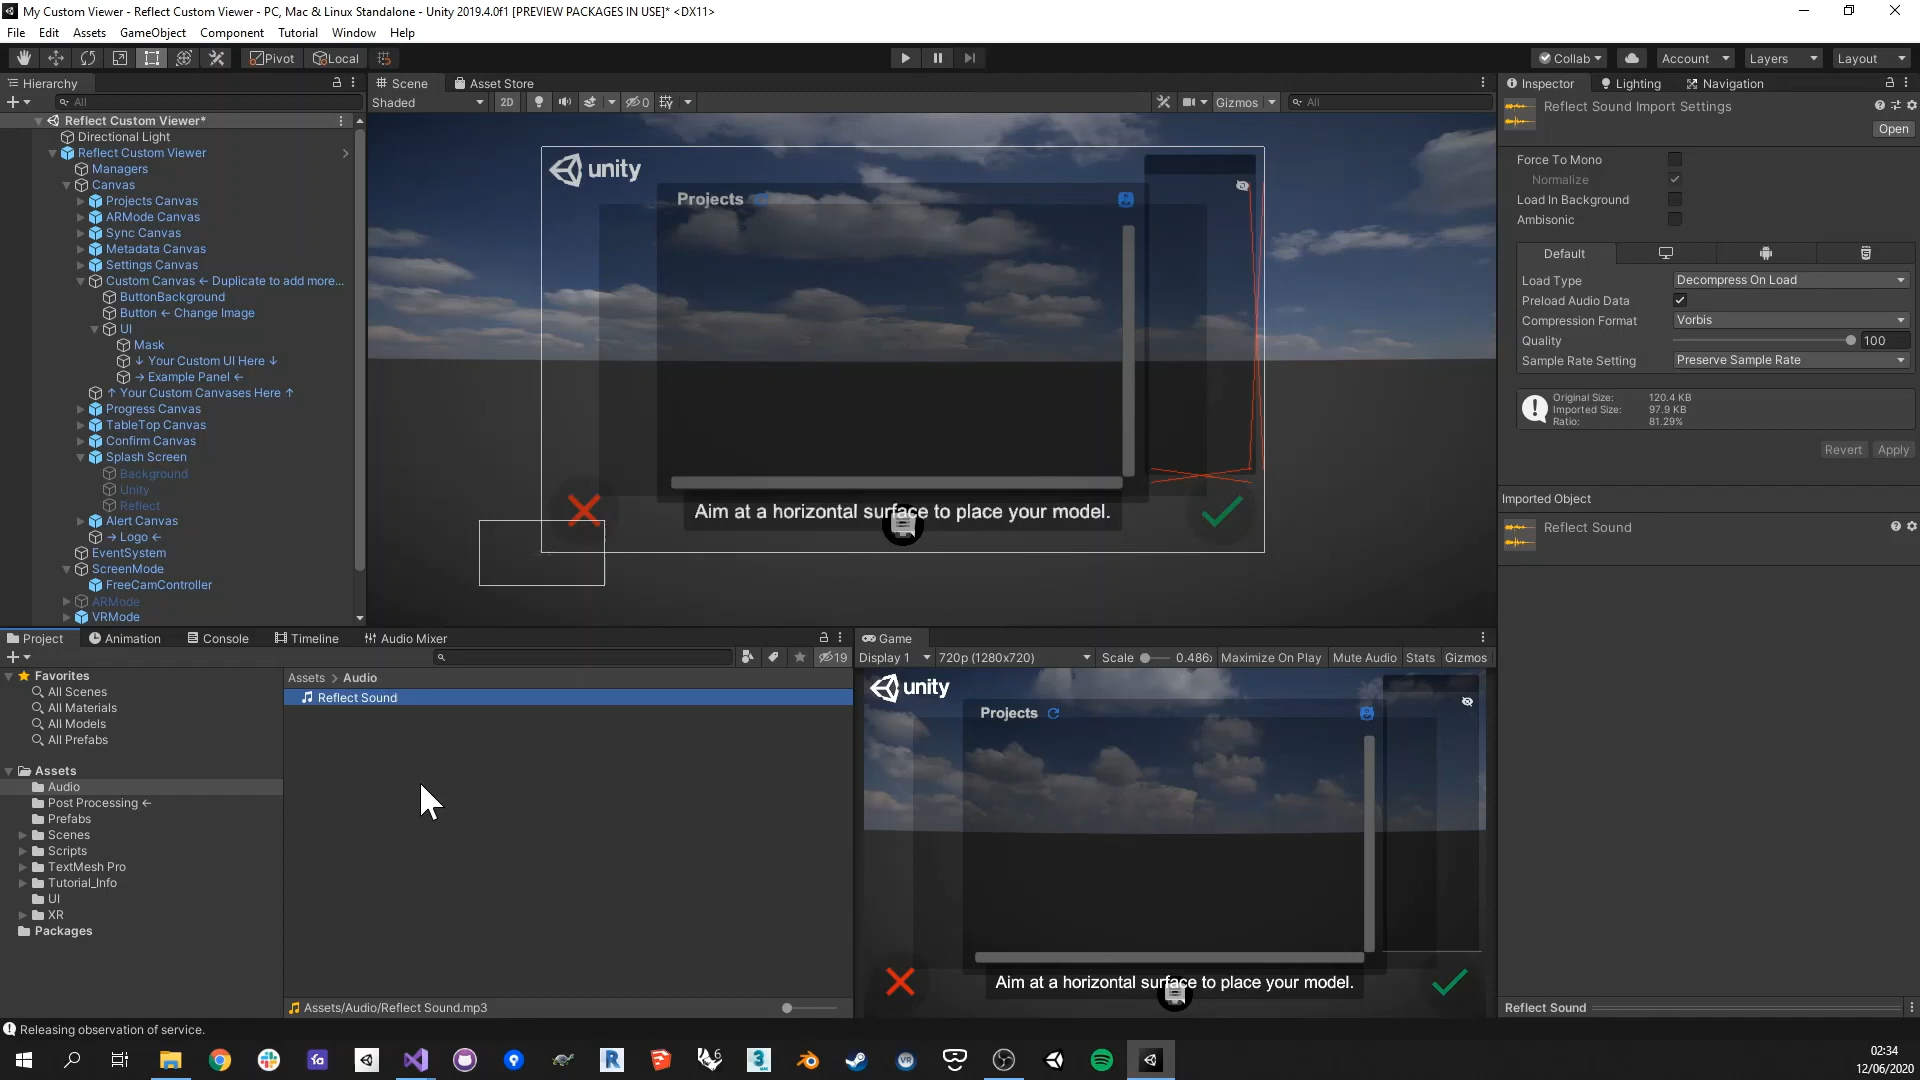 My Custom Viewer - Reflect Custom Viewer - PC, Mac & Linux Standalone - Unity 2019.4.0f1 [PREVIEW PACKAGES IN USE]* <DX11>
File Edit Assets GameObject Component Tutorial Window Help
Pivot Local Collab Account Layers Layout
Hierarchy
All
Reflect Custom Viewer*
Directional Light
Reflect Custom Viewer
Managers
Canvas
Projects Canvas
ARMode Canvas
Sync Canvas
Metadata Canvas
Settings Canvas
Custom Canvas ← Duplicate to add more...
ButtonBackground
Button ← Change Image
UI
Mask
↓ Your Custom UI Here ↓
→ Example Panel ←
↑ Your Custom Canvases Here ↑
Progress Canvas
TableTop Canvas
Confirm Canvas
Splash Screen
Background
Unity
Reflect
Alert Canvas
→ Logo ←
EventSystem
ScreenMode
FreeCamController
ARMode
VRMode
Scene Asset Store
Shaded 2D 0 Gizmos All
unity
Projects
Aim at a horizontal surface to place your model.
Inspector Lighting Navigation
Reflect Sound Import Settings
Open
Force To Mono
Normalize
Load In Background
Ambisonic
Default
Load Type Decompress On Load
Preload Audio Data
Compression Format Vorbis
Quality 100
Sample Rate Setting Preserve Sample Rate
Original Size: 120.4 KB
Imported Size: 97.9 KB
Ratio: 81.29%
Revert Apply
Imported Object
Reflect Sound
Reflect Sound
Project Animation Console Timeline Audio Mixer
19
Favorites
All Scenes
All Materials
All Models
All Prefabs
Assets
Audio
Post Processing ←
Prefabs
Scenes
Scripts
TextMesh Pro
Tutorial_Info
UI
XR
Packages
Assets > Audio
Reflect Sound
Assets/Audio/Reflect Sound.mp3
Game
Display 1 720p (1280x720) Scale 0.486x Maximize On Play Mute Audio Stats Gizmos
unity
Projects
Aim at a horizontal surface to place your model.
Releasing observation of service.
02:34
12/06/2020